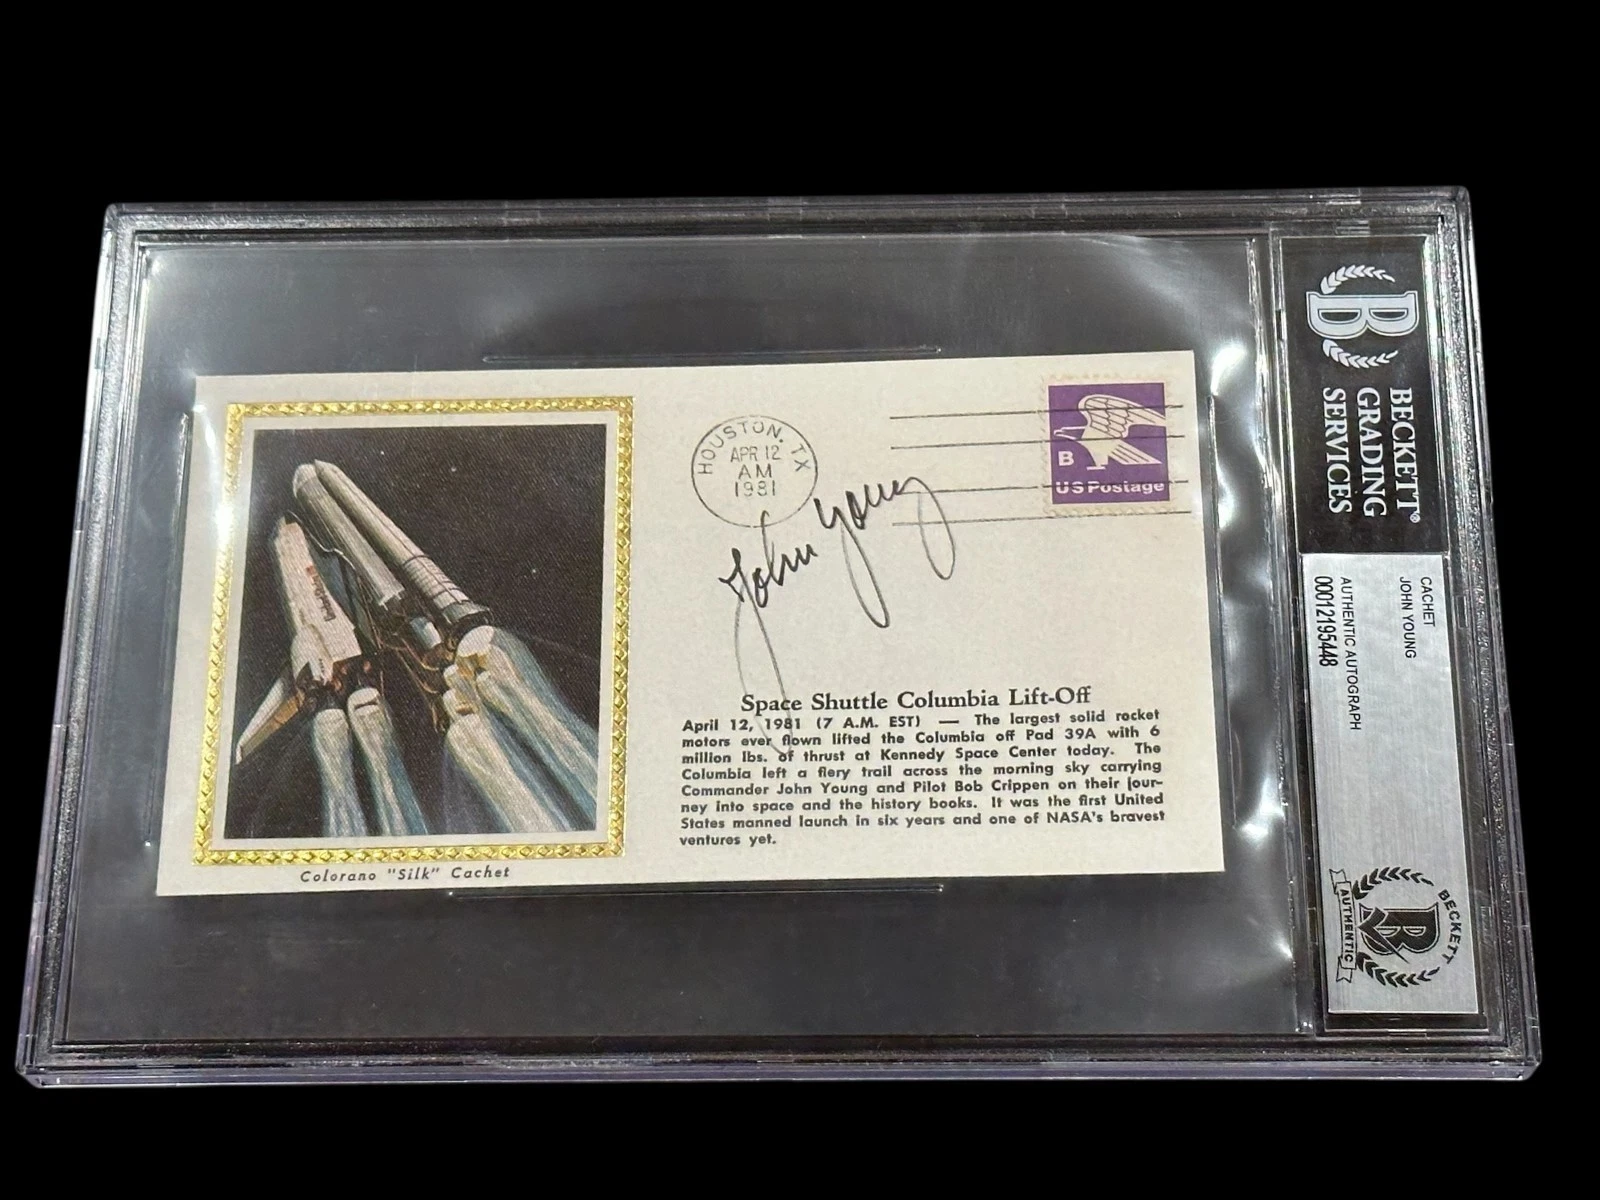 HOUSTON, TX
APR 12
AM
1981
B
US Postage
John Young
Space Shuttle Columbia Lift-Off
April 12, 1981 (7 A.M. EST) — The largest solid rocket
motors ever flown lifted the Columbia off Pad 39A with 6
million lbs. of thrust at Kennedy Space Center today. The
Columbia left a fiery trail across the morning sky carrying
Commander John Young and Pilot Bob Crippen on their jour-
ney into space and the history books. It was the first United
States manned launch in six years and one of NASA's bravest
ventures yet.
Colorano "Silk" Cachet
B
BECKETT®
GRADING
SERVICES
CACHET
JOHN YOUNG
AUTHENTIC AUTOGRAPH
00012195448
BECKETT
B
AUTHENTIC